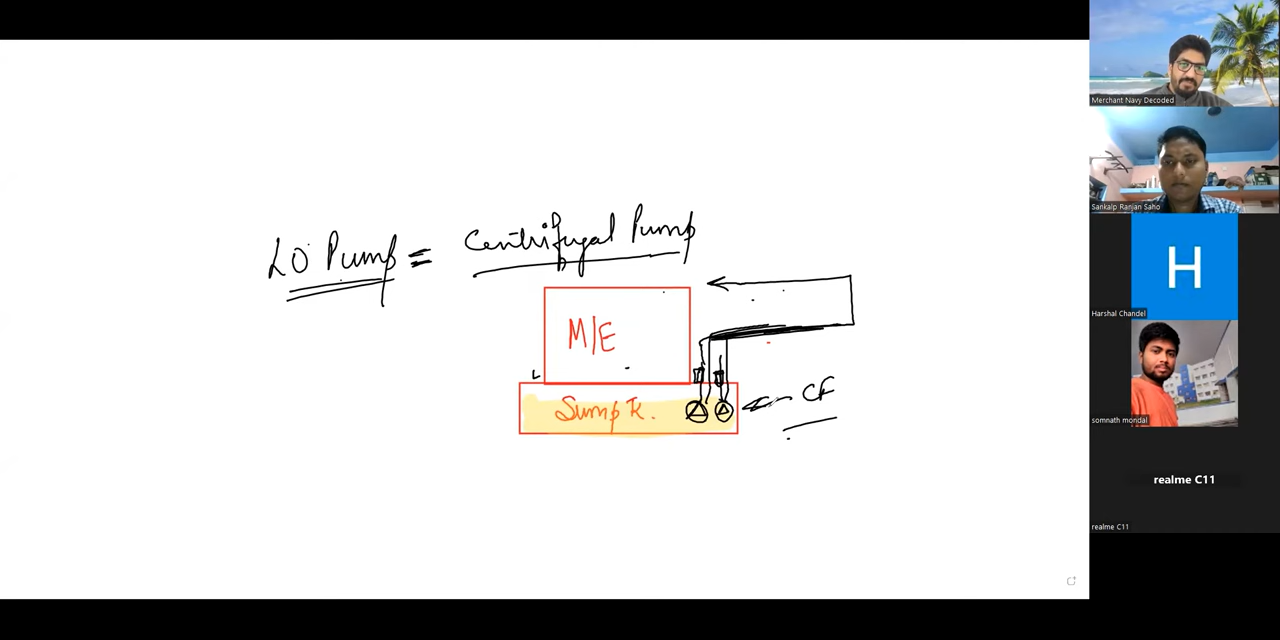 LO Pump = Centrifugal Pump
M/E
CF
Sump Tk.
Merchant Navy Decoded
Sankalp Ranjan Saho
H
Harshal Chandel
somnath mondal
realme C11
realme C11